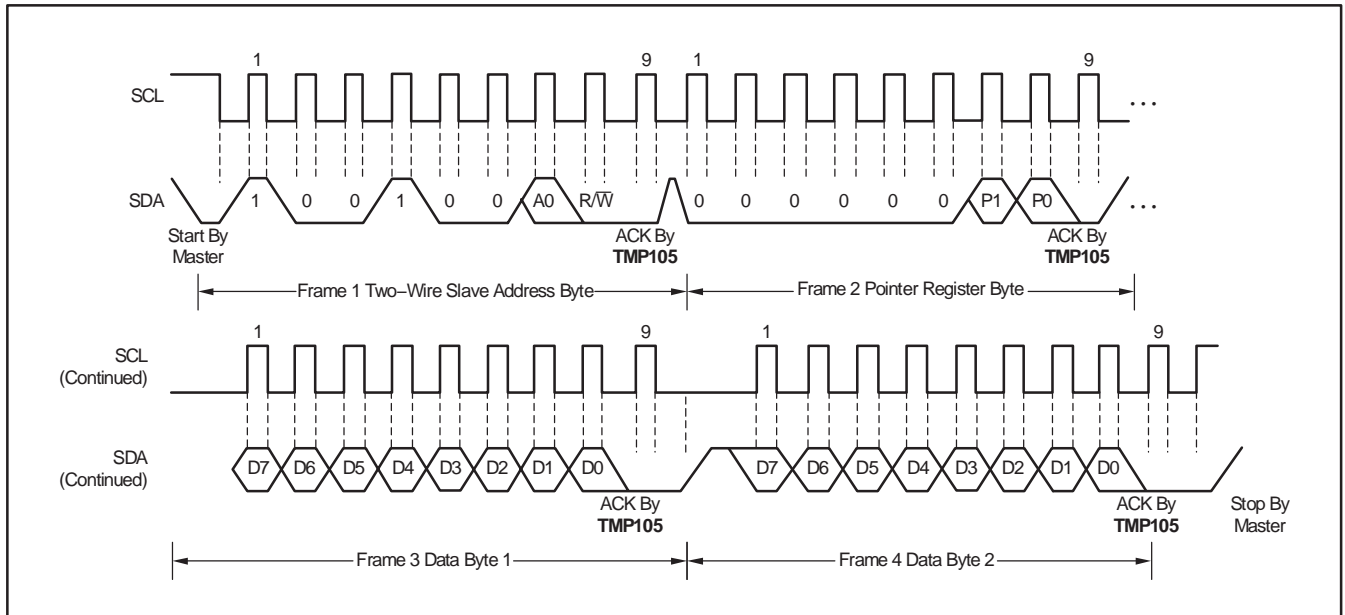 1 9 1 9
SCL ...
SDA 1 0 0 1 0 0 A0 R/W̅ 0 0 0 0 0 0 P1 P0 ...
Start By Master
ACK By TMP105
ACK By TMP105
Frame 1 Two–Wire Slave Address Byte
Frame 2 Pointer Register Byte
1 9 1 9
SCL (Continued)
SDA (Continued)
D7 D6 D5 D4 D3 D2 D1 D0 D7 D6 D5 D4 D3 D2 D1 D0
ACK By TMP105
ACK By TMP105
Stop By Master
Frame 3 Data Byte 1
Frame 4 Data Byte 2